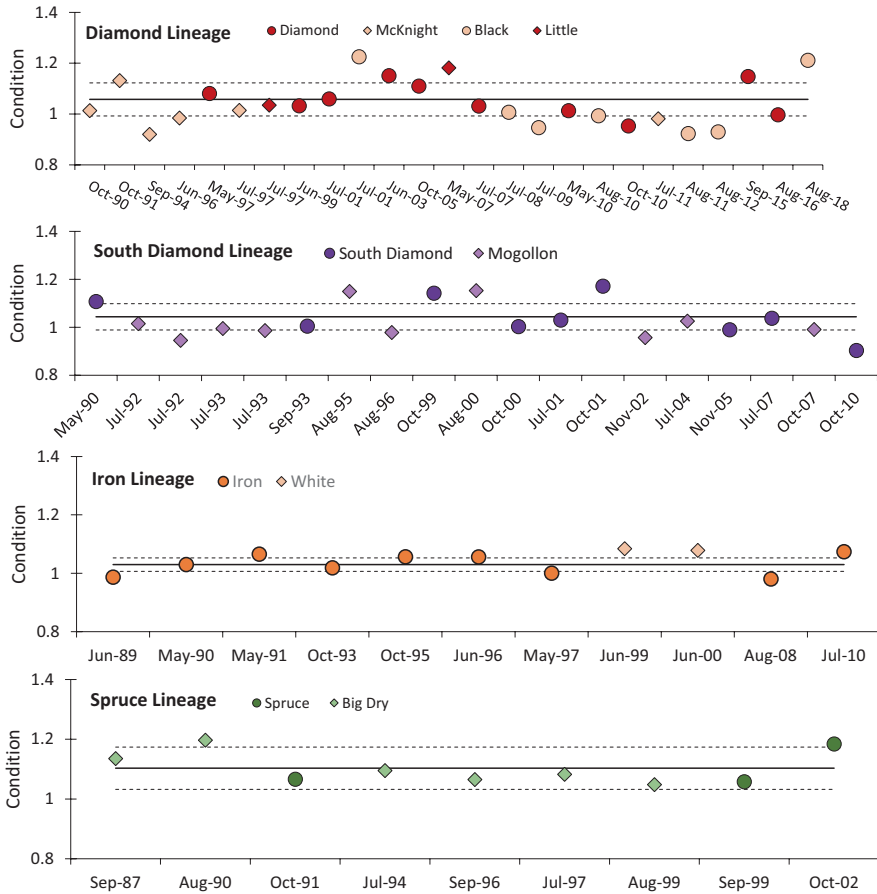 Diamond Lineage Diamond McKnight Black Little
Condition
1.4
1.2
1
0.8
Oct-90 Oct-91 Sep-94 Jun-96 May-97 Jul-97 Jul-97 Jun-99 Jul-01 Jul-01 Jun-03 Oct-05 May-07 Jul-07 Jul-08 Jul-09 May-10 Aug-10 Oct-10 Jul-11 Aug-11 Aug-12 Sep-15 Aug-16 Aug-18
South Diamond Lineage South Diamond Mogollon
Condition
1.4
1.2
1
0.8
May-90 Jul-92 Jul-92 Jul-93 Jul-93 Sep-93 Aug-95 Aug-96 Oct-99 Aug-00 Oct-00 Jul-01 Oct-01 Nov-02 Jul-04 Nov-05 Jul-07 Oct-07 Oct-10
Iron Lineage Iron White
Condition
1.4
1.2
1
0.8
Jun-89 May-90 May-91 Oct-93 Oct-95 Jun-96 May-97 Jun-99 Jun-00 Aug-08 Jul-10
Spruce Lineage Spruce Big Dry
Condition
1.4
1.2
1
0.8
Sep-87 Aug-90 Oct-91 Jul-94 Sep-96 Jul-97 Aug-99 Sep-99 Oct-02